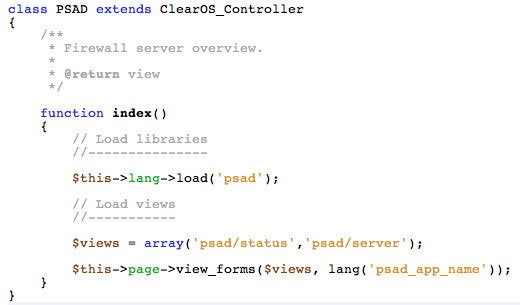 class PSAD extends ClearOS_Controller
{
    /**
     * Firewall server overview.
     *
     * @return view
     */

    function index()
    {
        // Load libraries
        //---------------

        $this->lang->load('psad');

        // Load views
        //-----------

        $views = array('psad/status','psad/server');

        $this->page->view_forms($views, lang('psad_app_name'));
    }
}